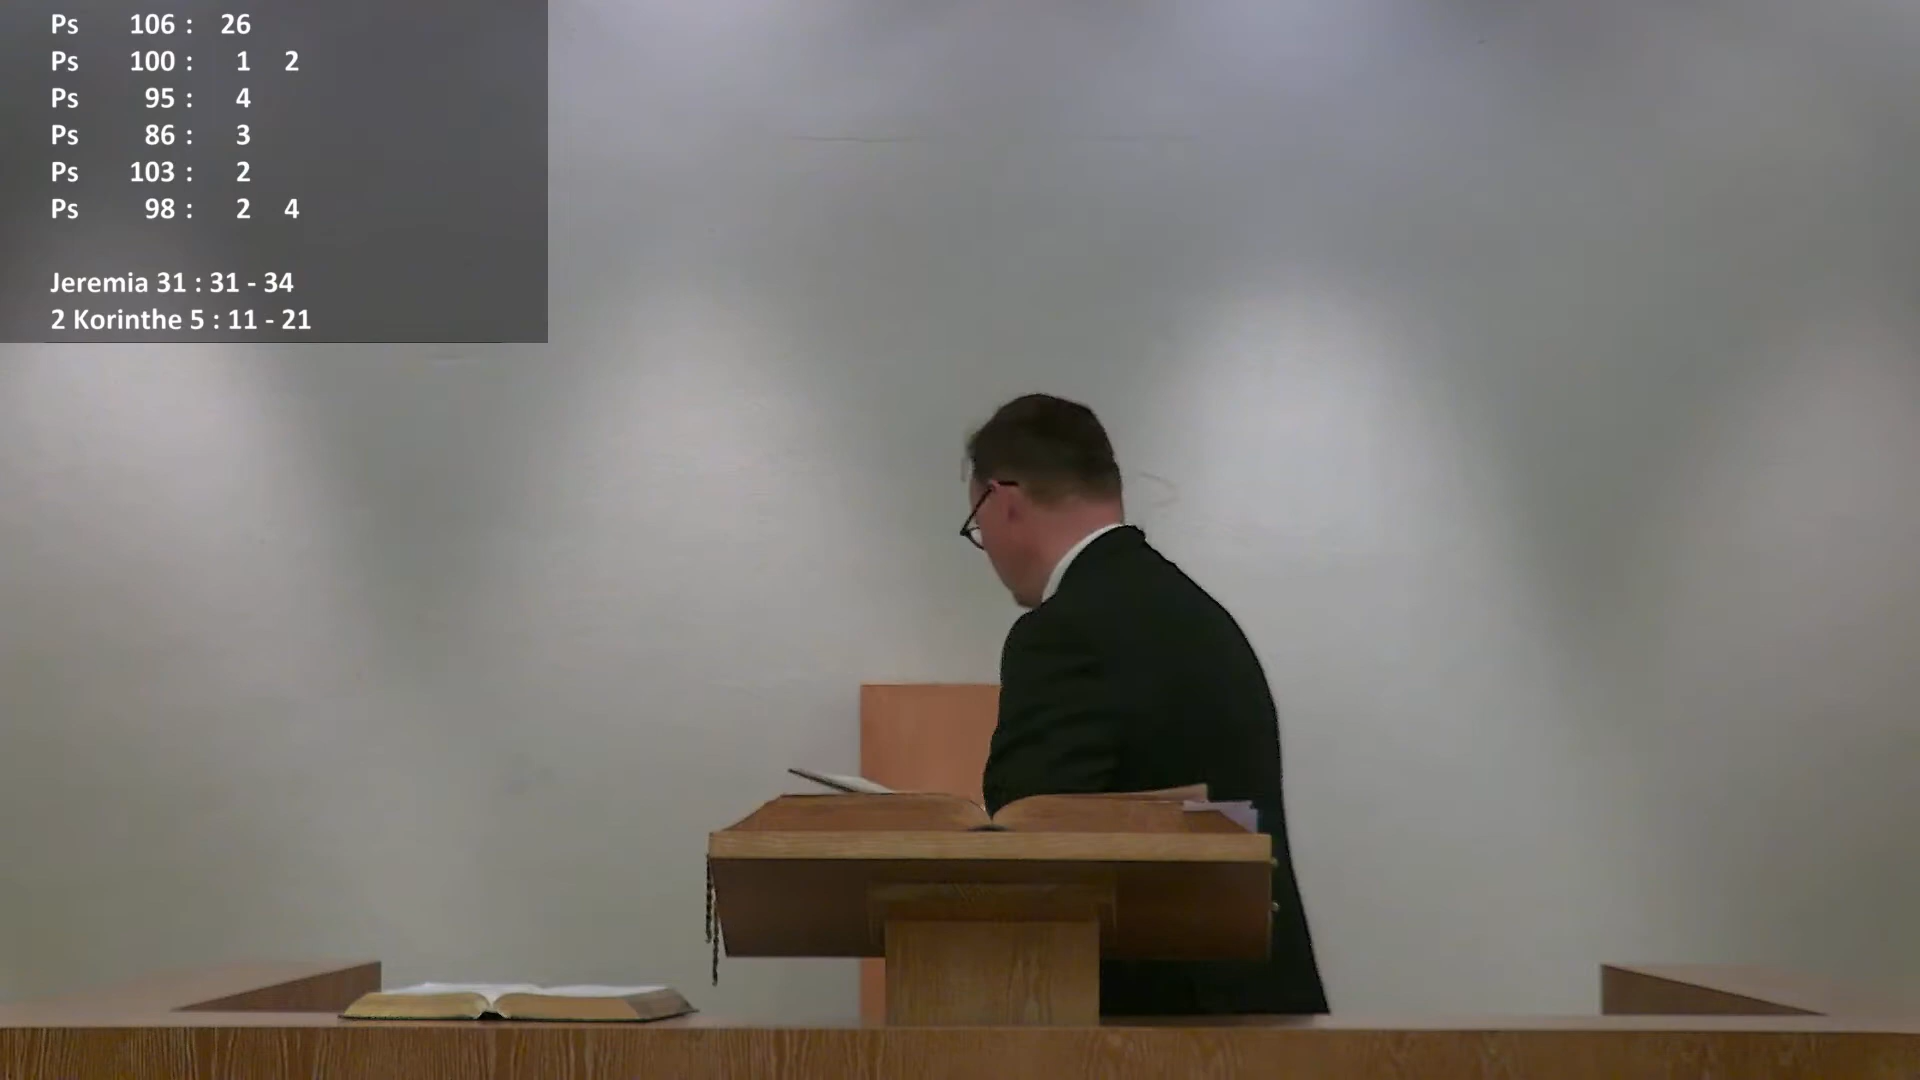 Ps 106 : 26
Ps 100 : 1 2
Ps 95 : 4
Ps 86 : 3
Ps 103 : 2
Ps 98 : 2 4
Jeremia 31 : 31 - 34
2 Korinthe 5 : 11 - 21